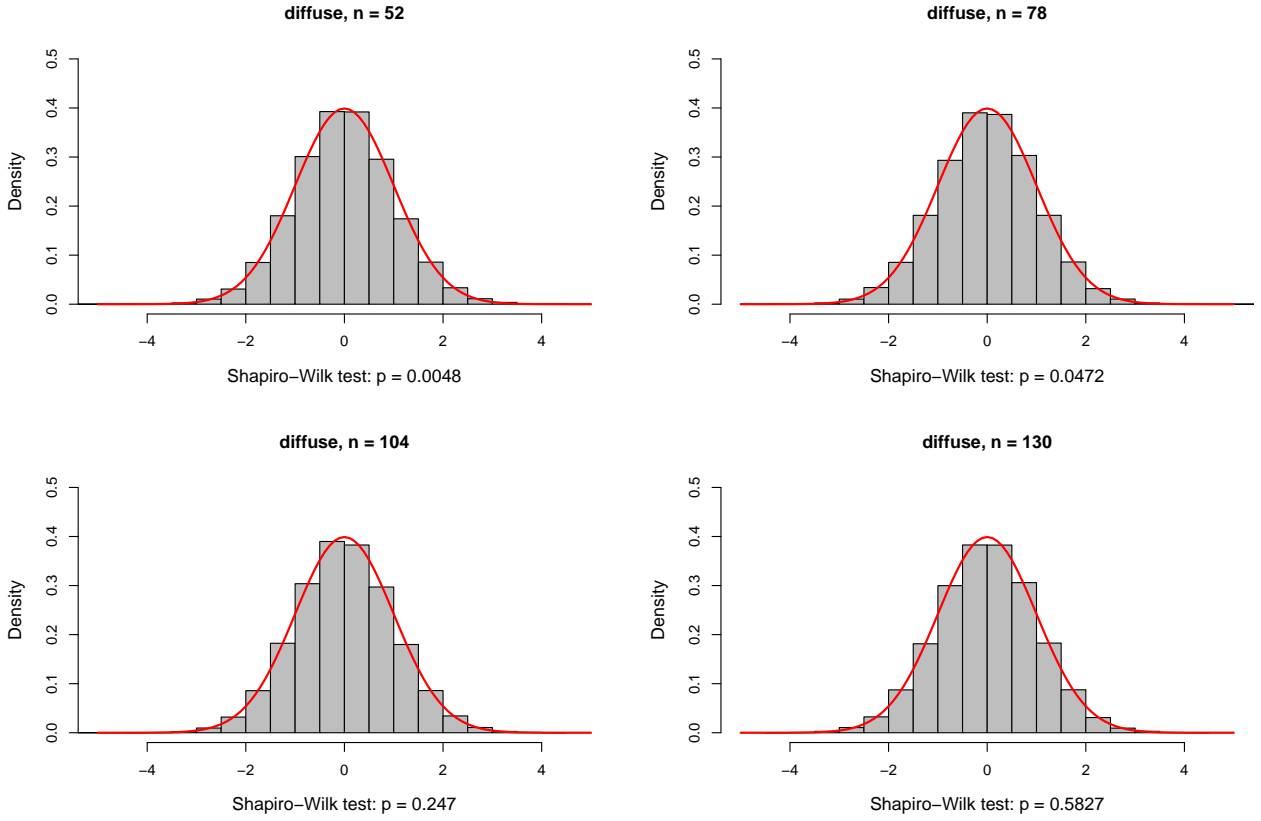 diffuse, n = 52
Density
0.0 0.1 0.2 0.3 0.4 0.5
−4 −2 0 2 4
Shapiro−Wilk test: p = 0.0048
diffuse, n = 78
Density
0.0 0.1 0.2 0.3 0.4 0.5
−4 −2 0 2 4
Shapiro−Wilk test: p = 0.0472
diffuse, n = 104
Density
0.0 0.1 0.2 0.3 0.4 0.5
−4 −2 0 2 4
Shapiro−Wilk test: p = 0.247
diffuse, n = 130
Density
0.0 0.1 0.2 0.3 0.4 0.5
−4 −2 0 2 4
Shapiro−Wilk test: p = 0.5827